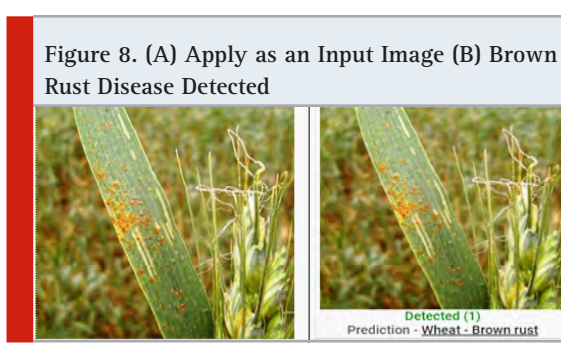 Figure 8. (A) Apply as an Input Image (B) Brown
Rust Disease Detected
Detected (1)
Prediction - Wheat - Brown rust